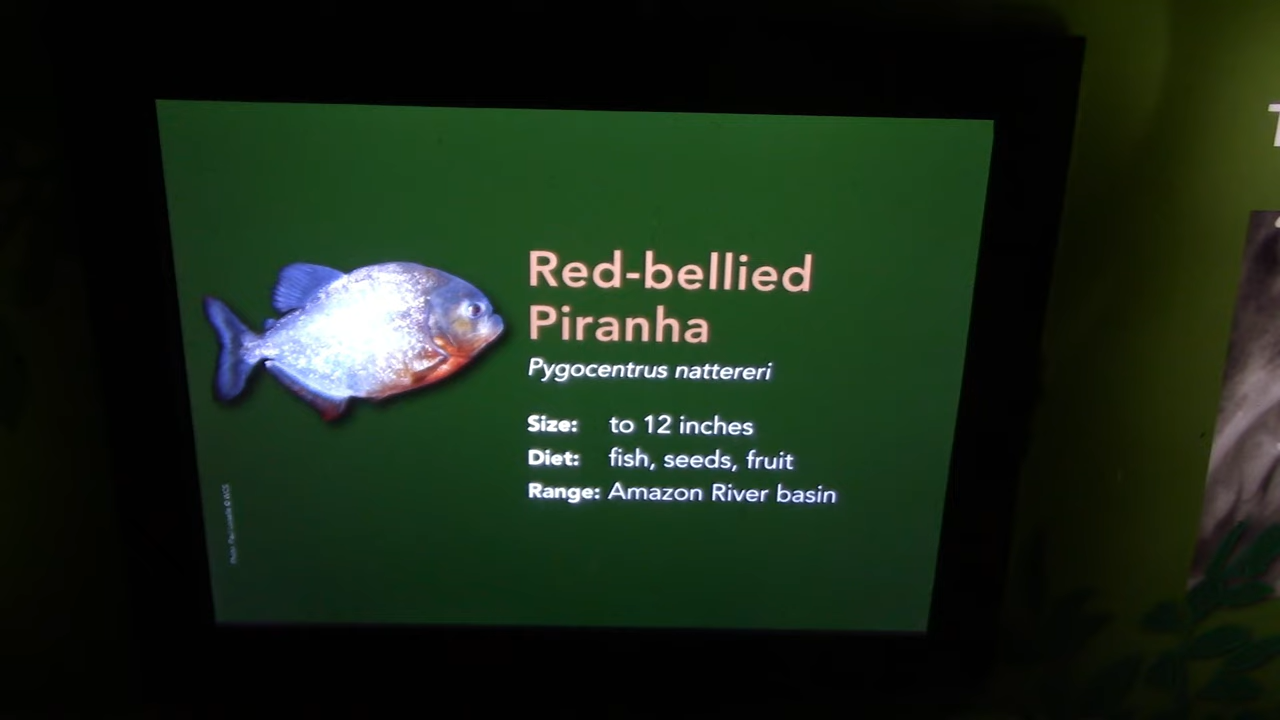 Red-bellied
Piranha
Pygocentrus nattereri
Size: to 12 inches
Diet: fish, seeds, fruit
Range: Amazon River basin